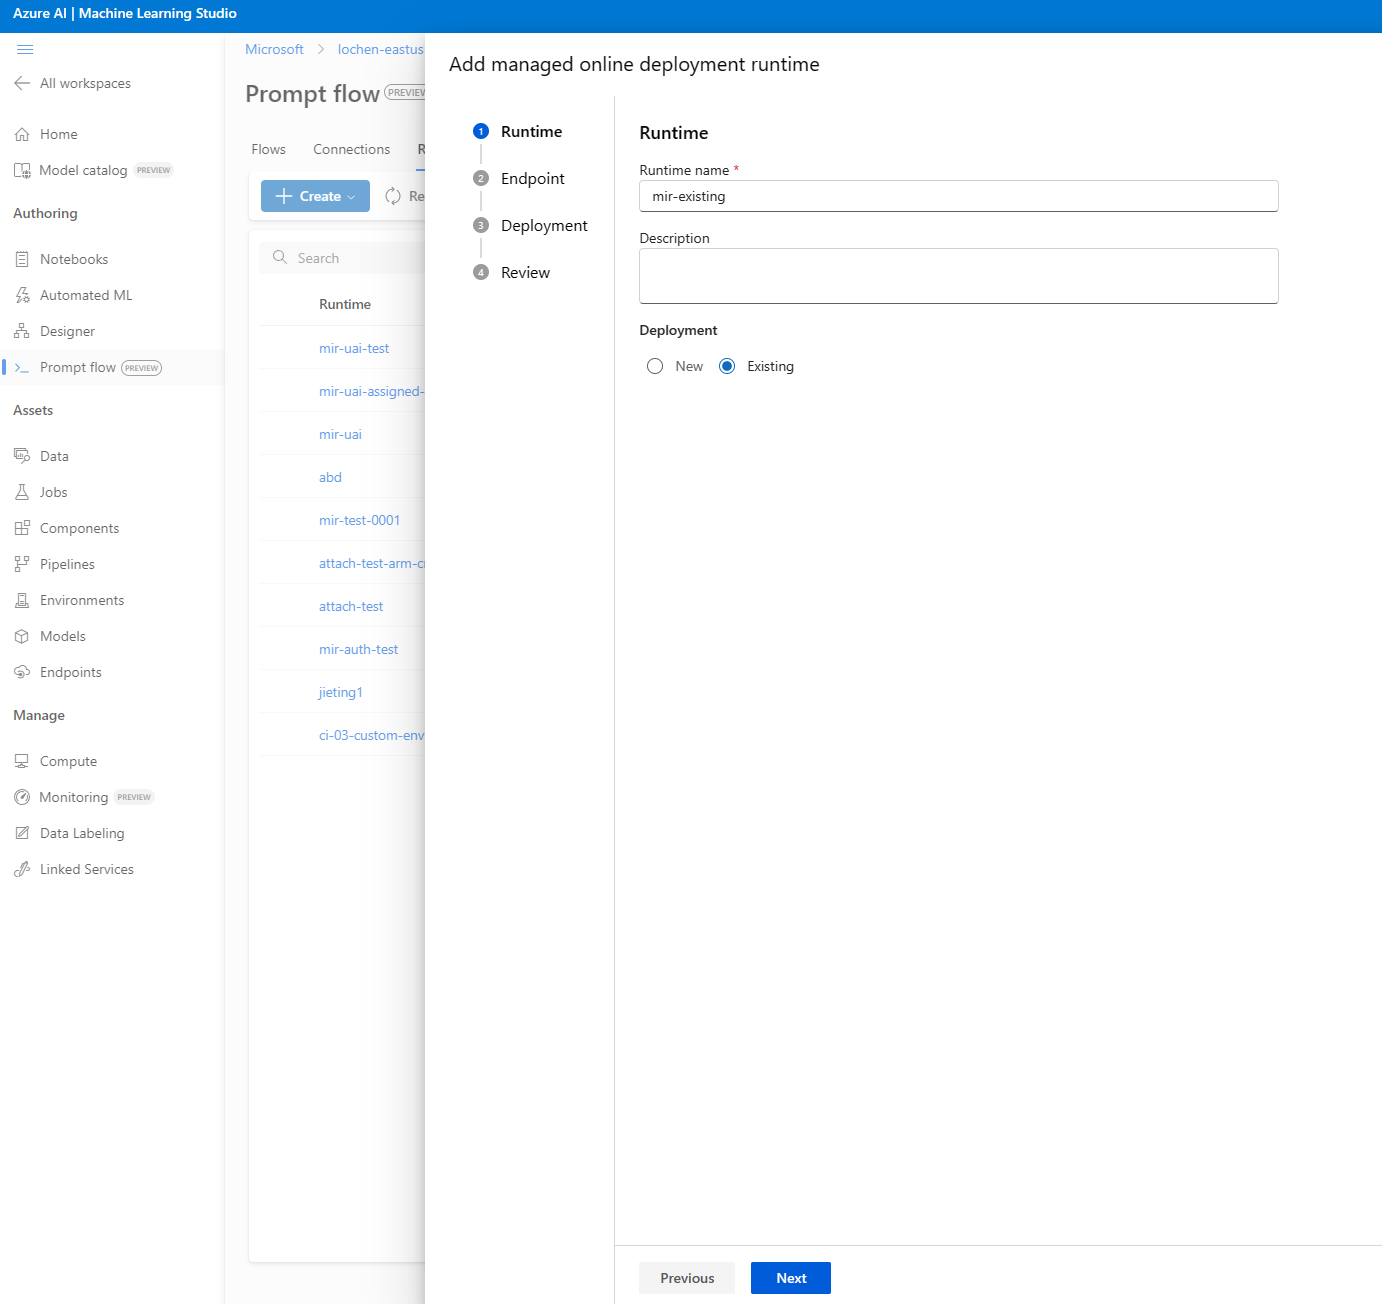 Azure AI | Machine Learning Studio
All workspaces
Home
Model catalog PREVIEW
Authoring
Notebooks
Automated ML
Designer
Prompt flow PREVIEW
Assets
Data
Jobs
Components
Pipelines
Environments
Models
Endpoints
Manage
Compute
Monitoring PREVIEW
Data Labeling
Linked Services
Microsoft > lochen-eastus
Prompt flow PREVIEW
Flows Connections R
Create Re
Search
Runtime
mir-uai-test
mir-uai-assigned-
mir-uai
abd
mir-test-0001
attach-test-arm-c
attach-test
mir-auth-test
jieting1
ci-03-custom-env
Add managed online deployment runtime
1 Runtime
2 Endpoint
3 Deployment
4 Review
Runtime
Runtime name *
mir-existing
Description
Deployment
New Existing
Previous Next